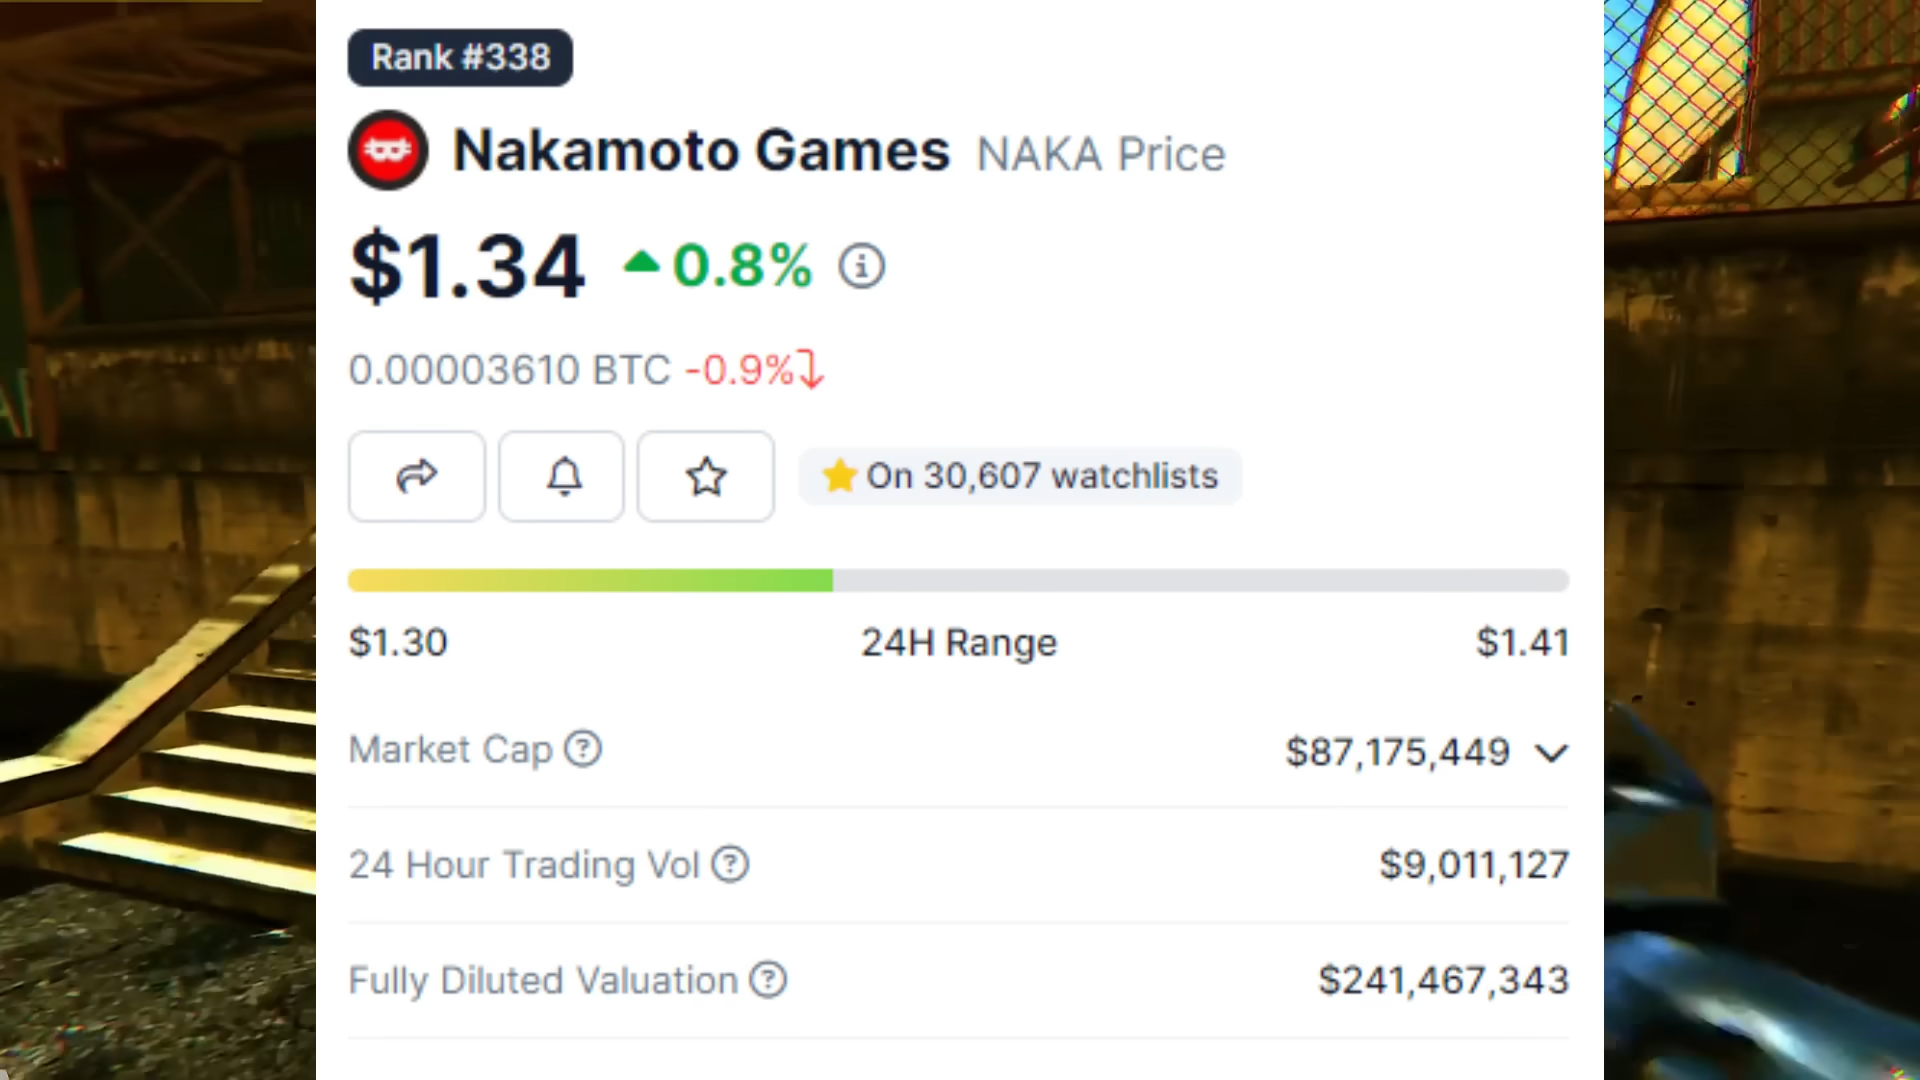 Rank #338
Nakamoto Games NAKA Price
$1.34 ▲ 0.8%
0.00003610 BTC -0.9%
On 30,607 watchlists
$1.30 24H Range $1.41
Market Cap $87,175,449
24 Hour Trading Vol $9,011,127
Fully Diluted Valuation $241,467,343